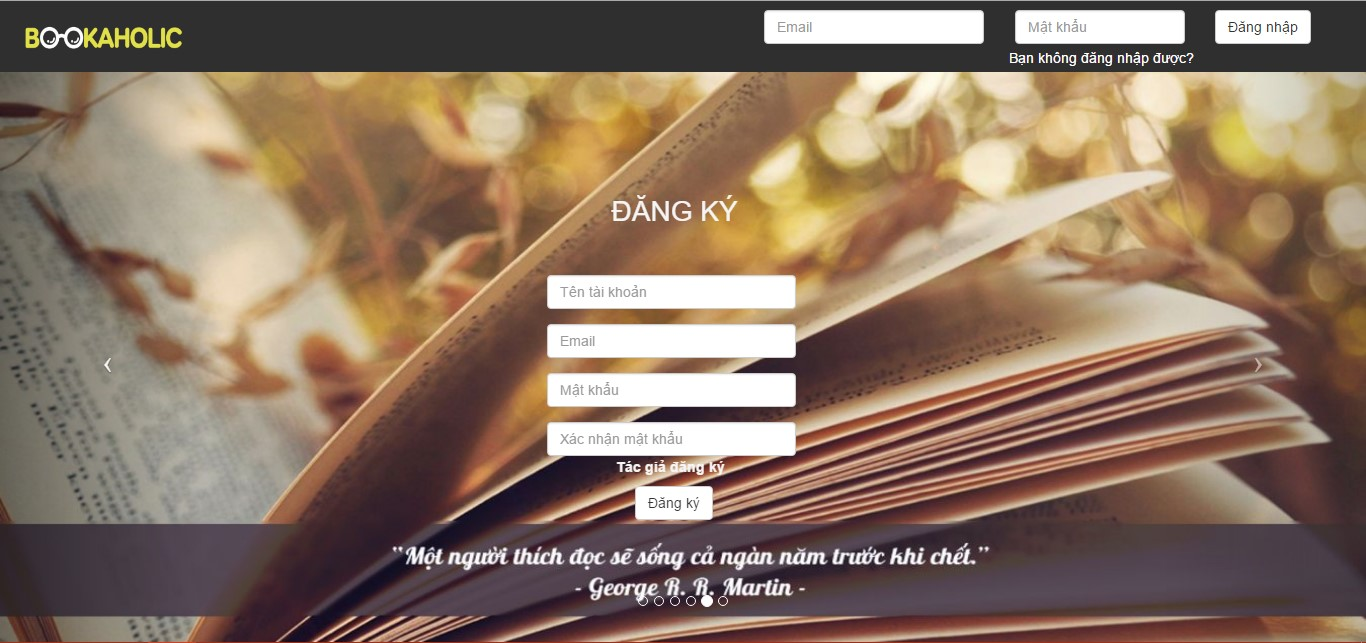 BOOKAHOLIC
Email
Mật khẩu
Đăng nhập
Bạn không đăng nhập được?
ĐĂNG KÝ
Tên tài khoản
Email
Mật khẩu
Xác nhận mật khẩu
Tác giả đăng ký
Đăng ký
“Một người thích đọc sẽ sống cả ngàn năm trước khi chết.”
- George R. R. Martin -